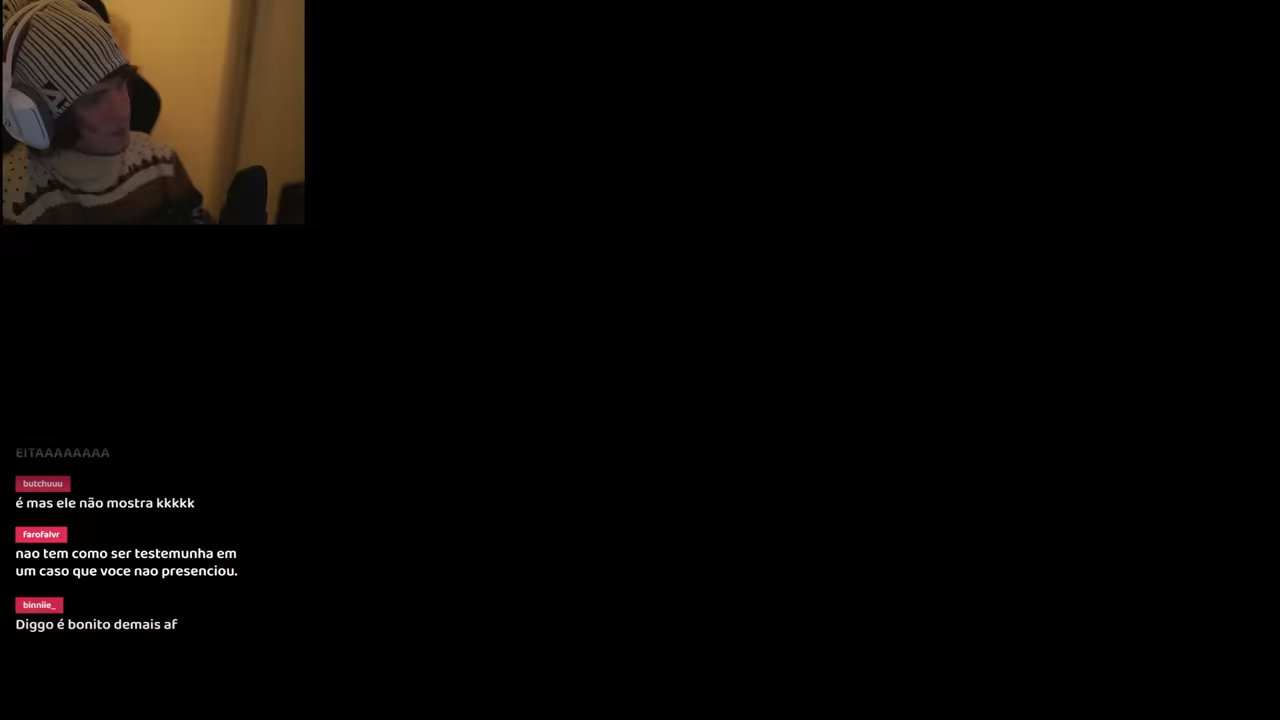 EITAAAAAAAA
butchuuu
é mas ele não mostra kkkkk
farofalvr
nao tem como ser testemunha em
um caso que voce nao presenciou.
binniie_
Diggo é bonito demais af